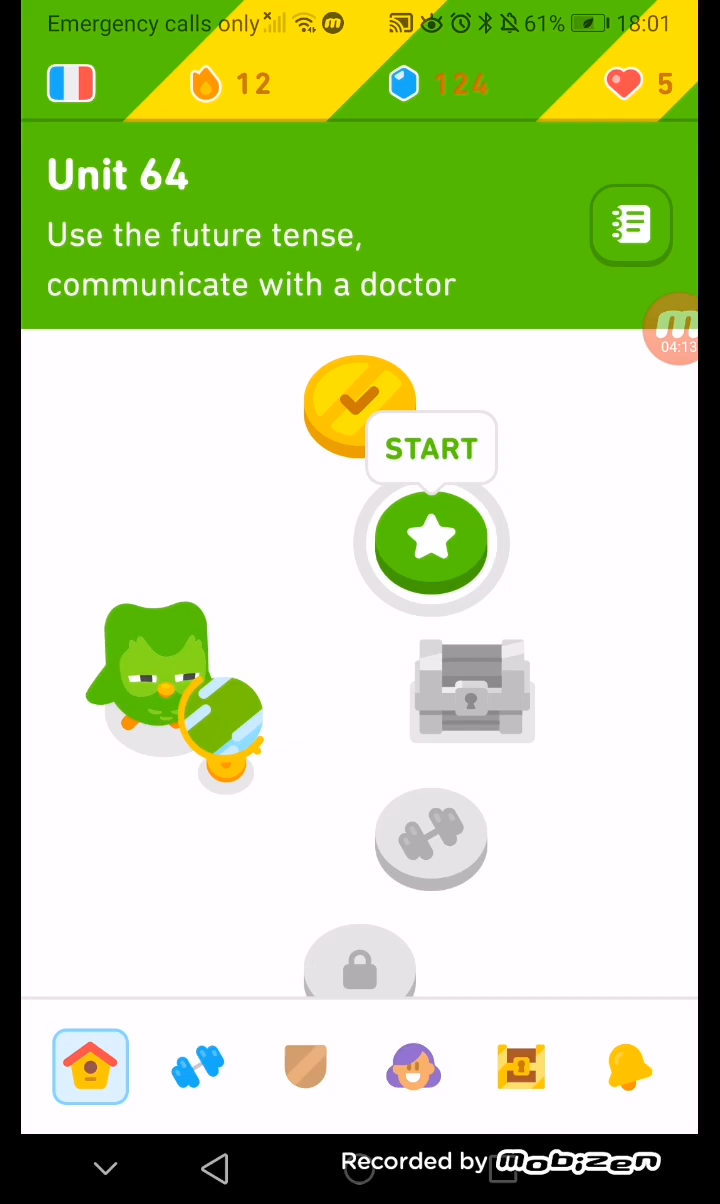 Emergency calls only 61% 18:01
12 124 5
Unit 64
Use the future tense,
communicate with a doctor
m
04:13
START
Recorded by mobizen